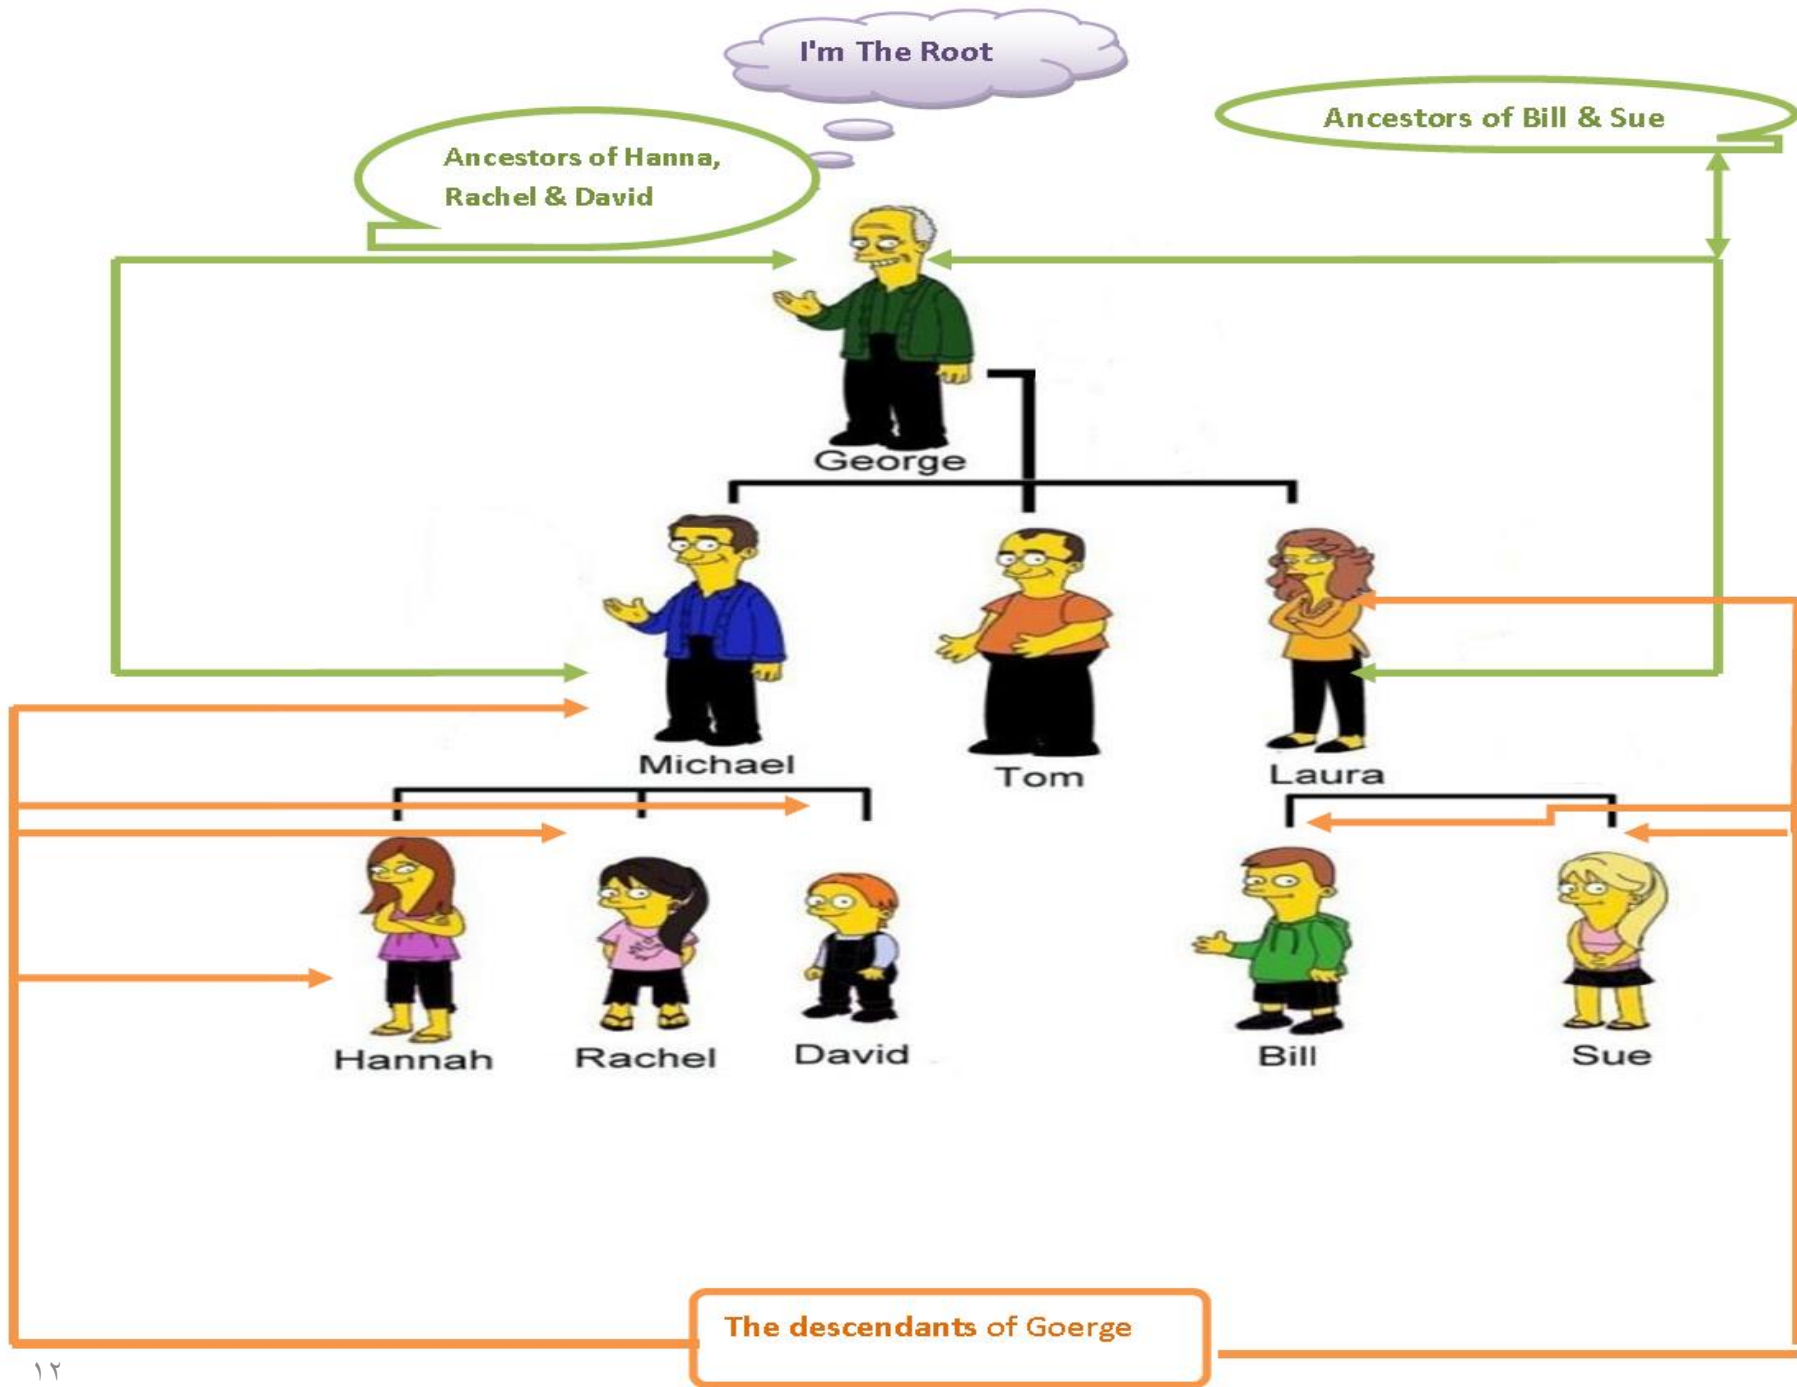 I'm The Root
Ancestors of Bill & Sue
Ancestors of Hanna,
Rachel & David
George
Michael
Tom
Laura
Hannah
Rachel
David
Bill
Sue
The descendants of Goerge
١٢